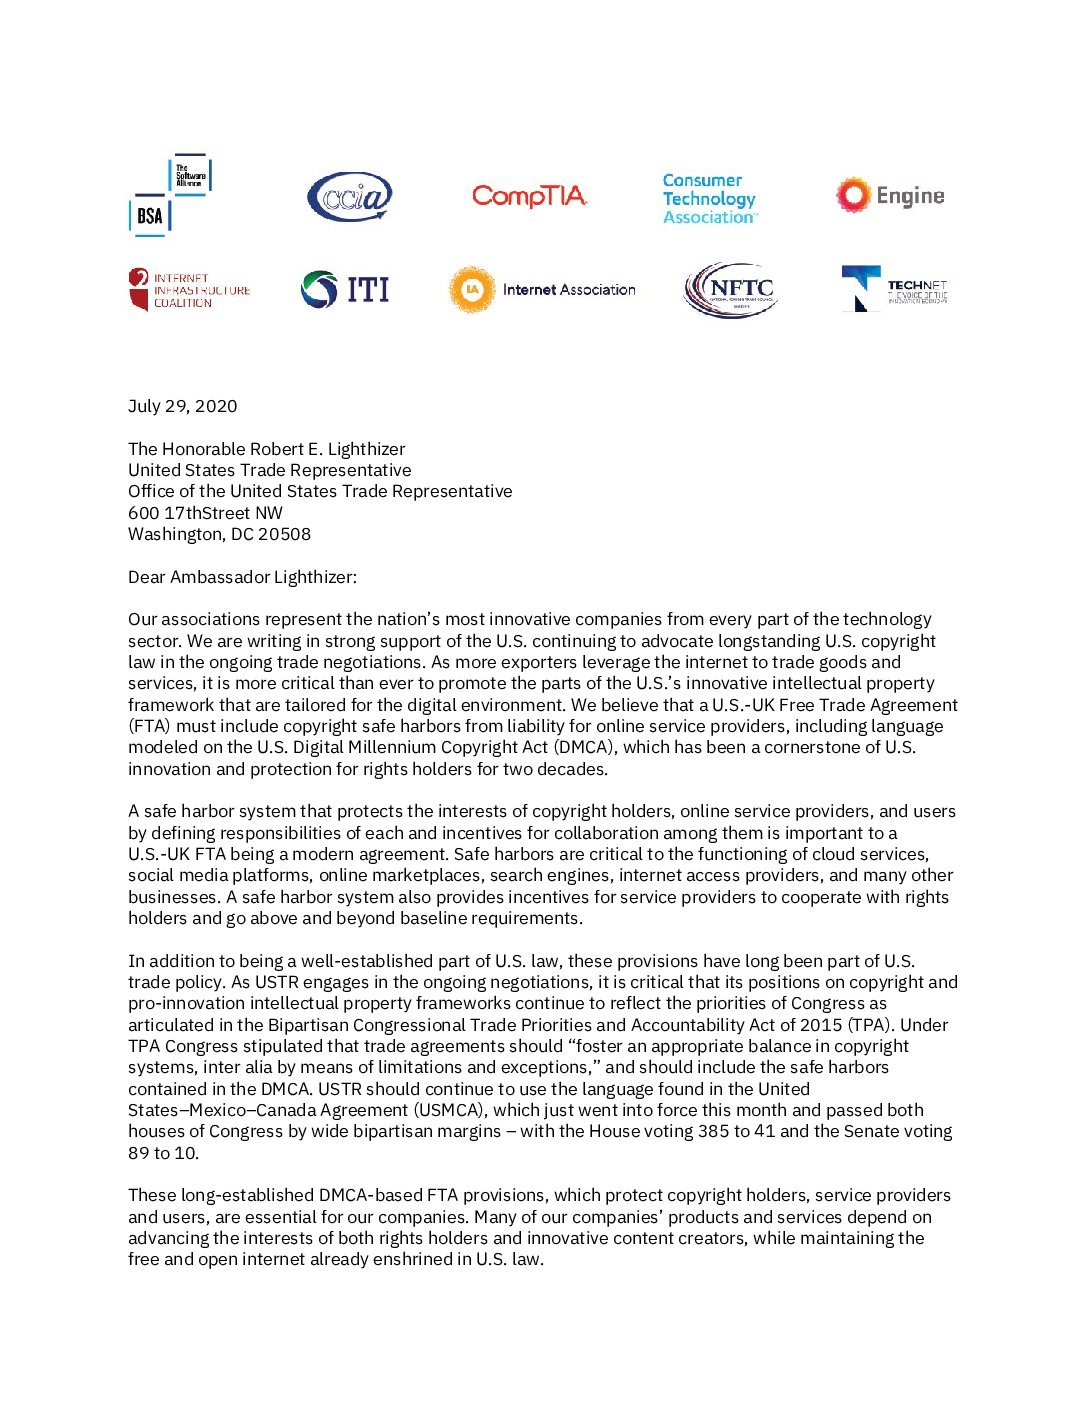 The
Software
Alliance
BSA
ccia
CompTIA
Consumer
Technology
Association™
Engine
2
INTERNET
INFRASTRUCTURE
COALITION
ITI
IA
Internet Association
NFTC
NATIONAL FOREIGN TRADE COUNCIL
TECHNET
THE VOICE OF THE
INNOVATION ECONOMY
July 29, 2020
The Honorable Robert E. Lighthizer
United States Trade Representative
Office of the United States Trade Representative
600 17thStreet NW
Washington, DC 20508
Dear Ambassador Lighthizer:
Our associations represent the nation’s most innovative companies from every part of the technology
sector. We are writing in strong support of the U.S. continuing to advocate longstanding U.S. copyright
law in the ongoing trade negotiations. As more exporters leverage the internet to trade goods and
services, it is more critical than ever to promote the parts of the U.S.’s innovative intellectual property
framework that are tailored for the digital environment. We believe that a U.S.-UK Free Trade Agreement
(FTA) must include copyright safe harbors from liability for online service providers, including language
modeled on the U.S. Digital Millennium Copyright Act (DMCA), which has been a cornerstone of U.S.
innovation and protection for rights holders for two decades.
A safe harbor system that protects the interests of copyright holders, online service providers, and users
by defining responsibilities of each and incentives for collaboration among them is important to a
U.S.-UK FTA being a modern agreement. Safe harbors are critical to the functioning of cloud services,
social media platforms, online marketplaces, search engines, internet access providers, and many other
businesses. A safe harbor system also provides incentives for service providers to cooperate with rights
holders and go above and beyond baseline requirements.
In addition to being a well-established part of U.S. law, these provisions have long been part of U.S.
trade policy. As USTR engages in the ongoing negotiations, it is critical that its positions on copyright and
pro-innovation intellectual property frameworks continue to reflect the priorities of Congress as
articulated in the Bipartisan Congressional Trade Priorities and Accountability Act of 2015 (TPA). Under
TPA Congress stipulated that trade agreements should “foster an appropriate balance in copyright
systems, inter alia by means of limitations and exceptions,” and should include the safe harbors
contained in the DMCA. USTR should continue to use the language found in the United
States–Mexico–Canada Agreement (USMCA), which just went into force this month and passed both
houses of Congress by wide bipartisan margins – with the House voting 385 to 41 and the Senate voting
89 to 10.
These long-established DMCA-based FTA provisions, which protect copyright holders, service providers
and users, are essential for our companies. Many of our companies’ products and services depend on
advancing the interests of both rights holders and innovative content creators, while maintaining the
free and open internet already enshrined in U.S. law.